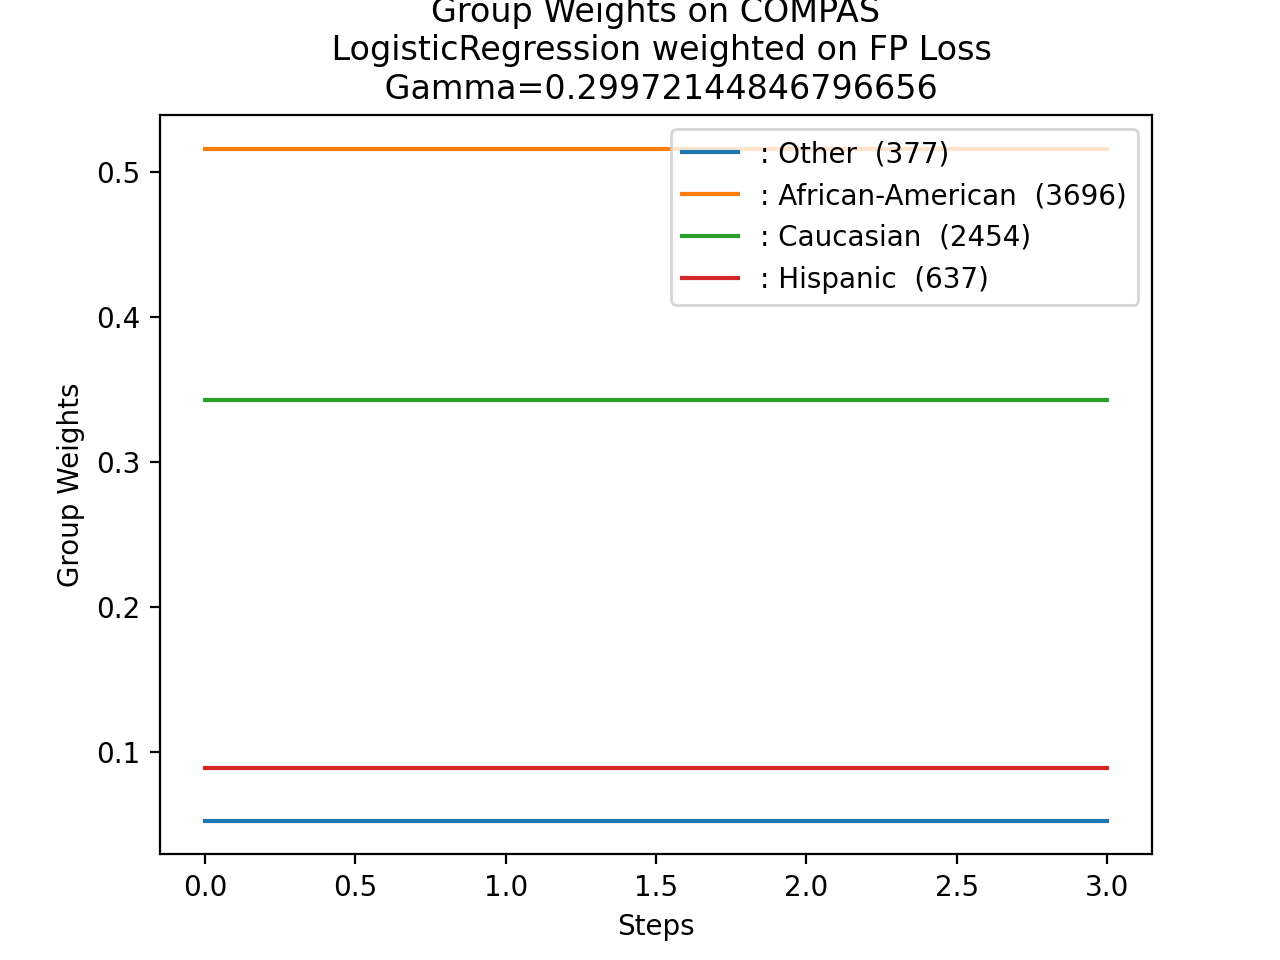 Group Weights on COMPAS
LogisticRegression weighted on FP Loss
Gamma=0.29972144846796656
: Other (377)
: African-American (3696)
: Caucasian (2454)
: Hispanic (637)
0.5
0.4
0.3
0.2
0.1
Group Weights
0.0 0.5 1.0 1.5 2.0 2.5 3.0
Steps